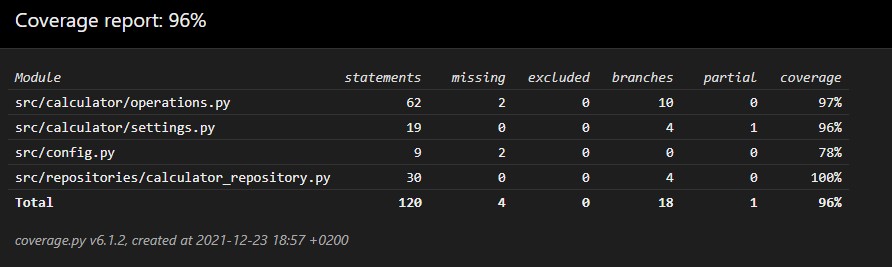 Coverage report: 96%
Module statements missing excluded branches partial coverage
src/calculator/operations.py 62 2 0 10 0 97%
src/calculator/settings.py 19 0 0 4 1 96%
src/config.py 9 2 0 0 0 78%
src/repositories/calculator_repository.py 30 0 0 4 0 100%
Total 120 4 0 18 1 96%
coverage.py v6.1.2, created at 2021-12-23 18:57 +0200